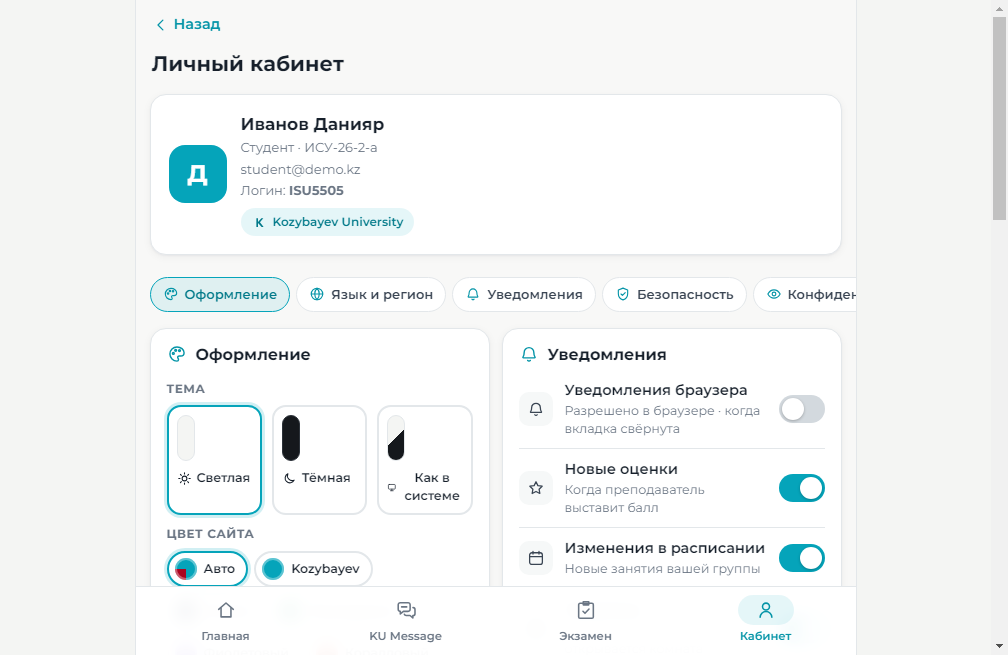 Назад
Личный кабинет
Д
Иванов Данияр
Студент · ИСУ-26-2-а
student@demo.kz
Логин: ISU5505
K Kozybayev University
Оформление
Язык и регион
Уведомления
Безопасность
Конфиден
Оформление
ТЕМА
Светлая
Тёмная
Как в
системе
ЦВЕТ САЙТА
Авто
Kozybayev
Уведомления
Уведомления браузера
Разрешено в браузере · когда
вкладка свёрнута
Новые оценки
Когда преподаватель
выставит балл
Изменения в расписании
Новые занятия вашей группы
Главная
KU Message
Экзамен
Кабинет